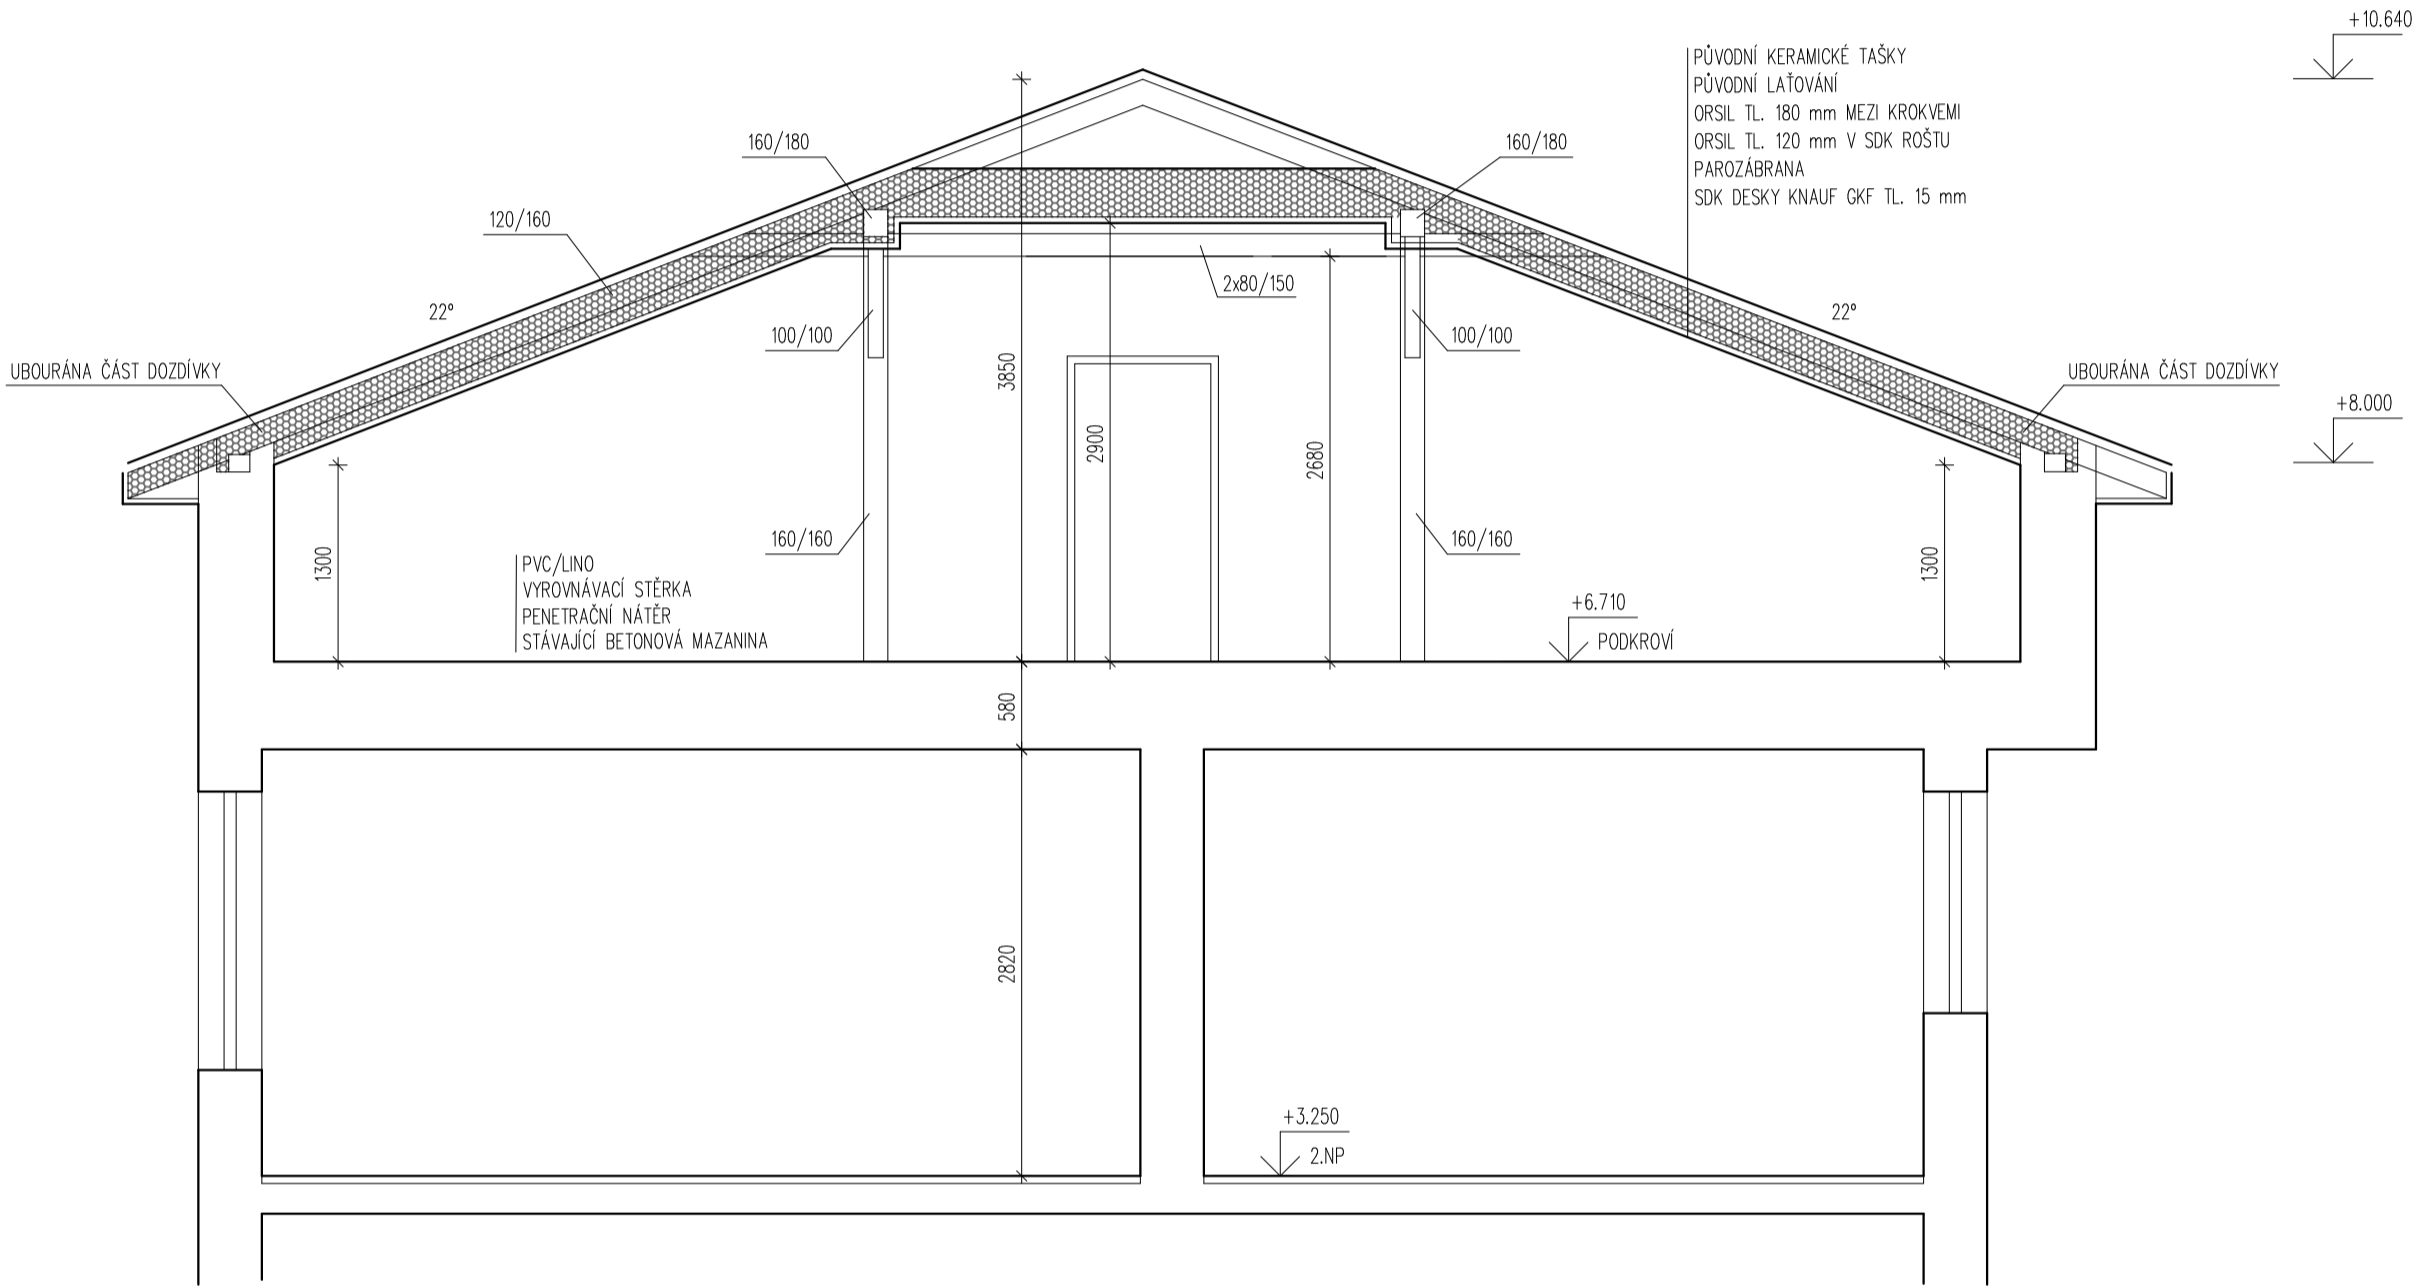 +10.640
PŮVODNÍ KERAMICKÉ TAŠKY
PŮVODNÍ LAŤOVÁNÍ
ORSIL TL. 180 mm MEZI KROKVEMI
ORSIL TL. 120 mm V SDK ROŠTU
PAROZÁBRANA
SDK DESKY KNAUF GKF TL. 15 mm
160/180
160/180
120/160
2x80/150
22°
22°
100/100
100/100
3850
UBOURÁNA ČÁST DOZDÍVKY
UBOURÁNA ČÁST DOZDÍVKY
+8.000
2900
2680
160/160
160/160
1300
1300
PVC/LINO
VYROVNÁVACÍ STĚRKA
PENETRAČNÍ NÁTĚR
STÁVAJÍCÍ BETONOVÁ MAZANINA
+6.710
PODKROVÍ
580
2820
+3.250
2.NP